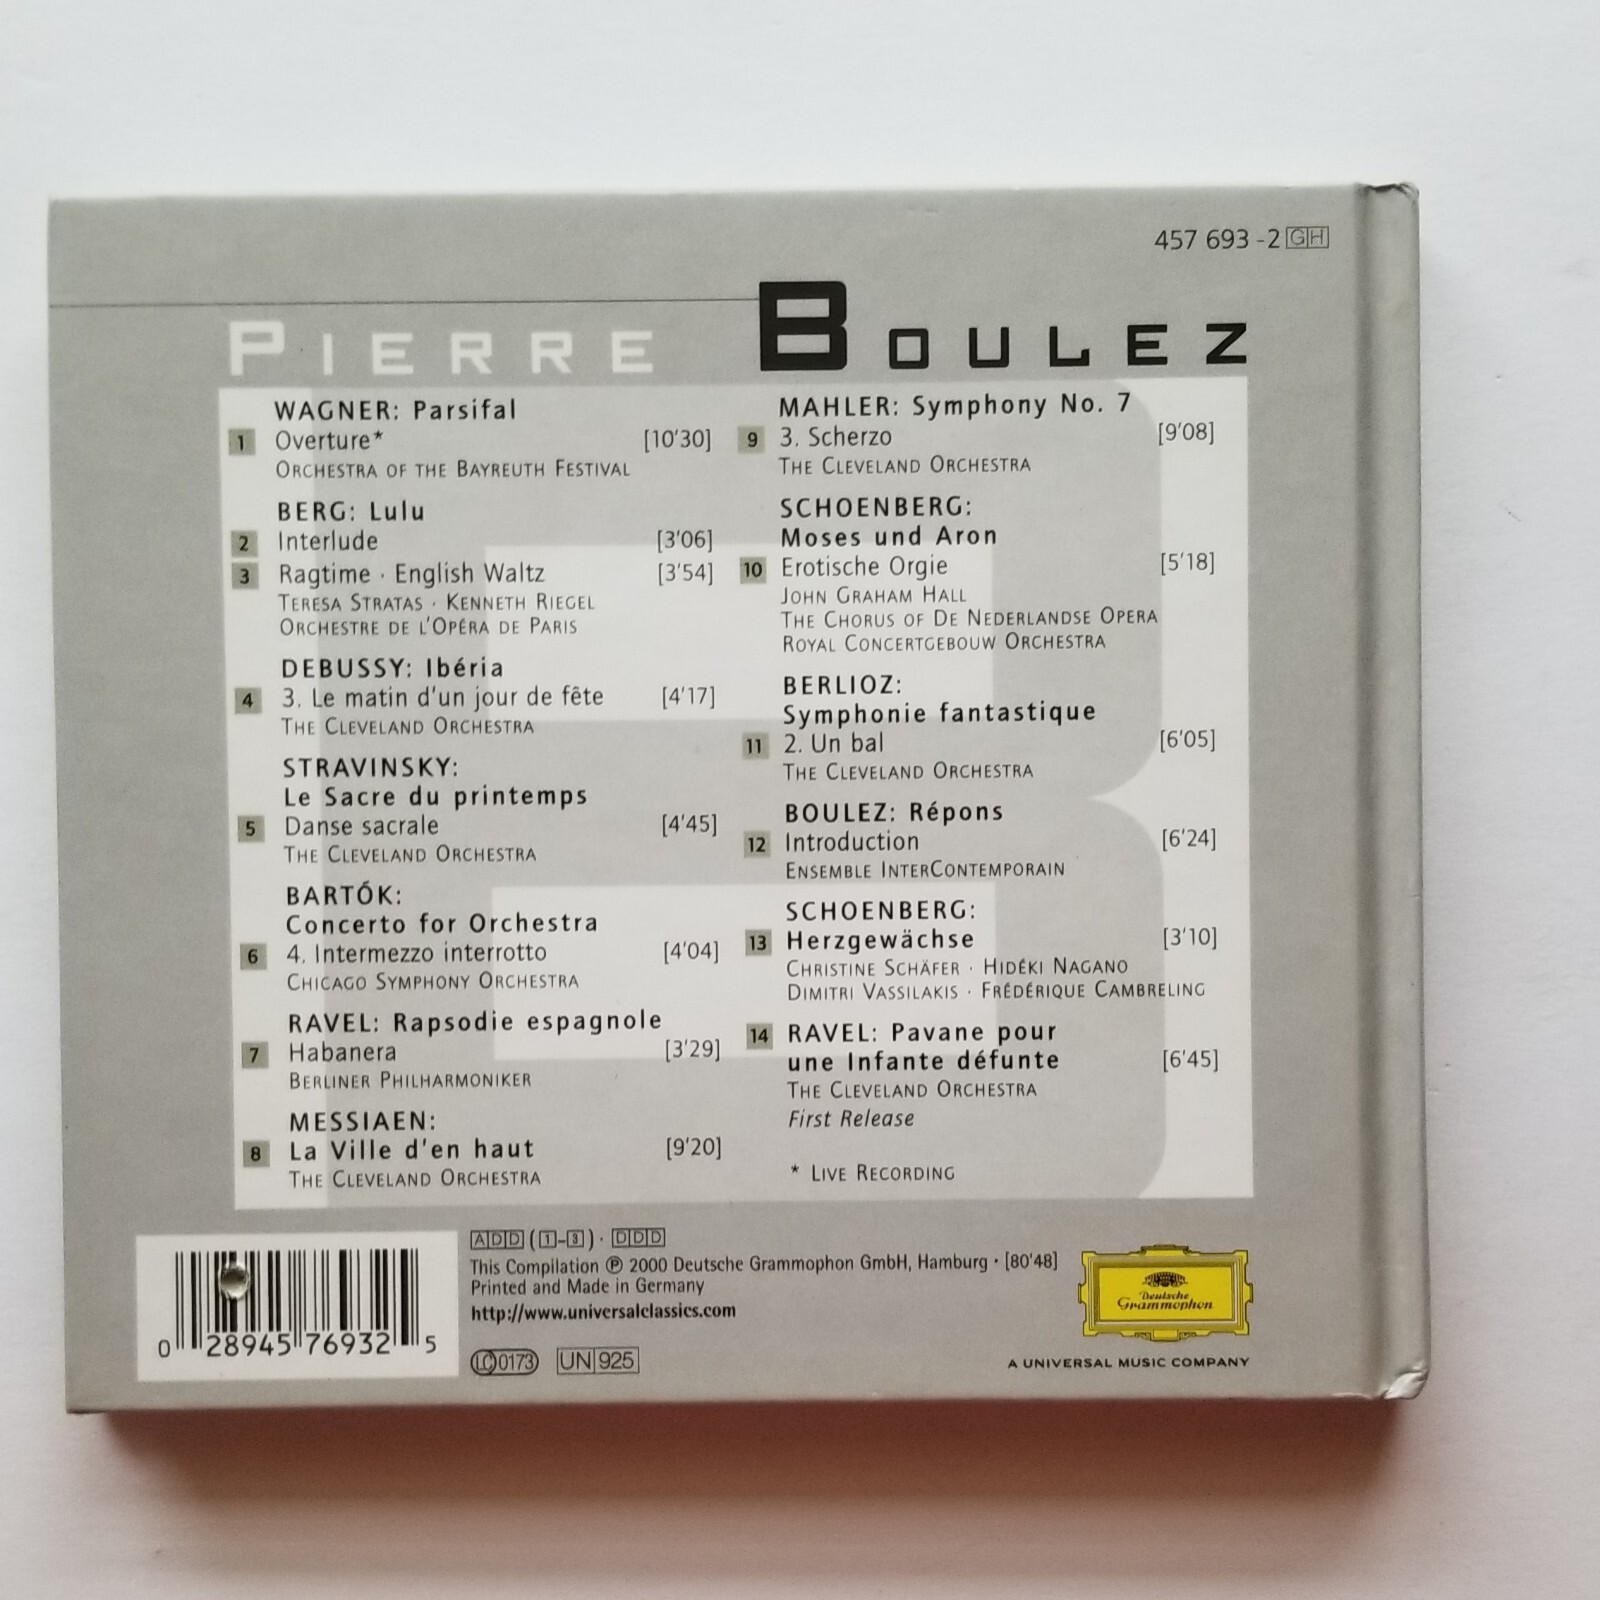 457 693 -2 GH
PIERRE BOULEZ
WAGNER: Parsifal
1 Overture* [10'30]
ORCHESTRA OF THE BAYREUTH FESTIVAL
BERG: Lulu
2 Interlude [3'06]
3 Ragtime · English Waltz [3'54]
TERESA STRATAS · KENNETH RIEGEL
ORCHESTRE DE L'OPÉRA DE PARIS
DEBUSSY: Ibéria
4 3. Le matin d'un jour de fête [4'17]
THE CLEVELAND ORCHESTRA
STRAVINSKY:
Le Sacre du printemps
5 Danse sacrale [4'45]
THE CLEVELAND ORCHESTRA
BARTÓK:
Concerto for Orchestra
6 4. Intermezzo interrotto [4'04]
CHICAGO SYMPHONY ORCHESTRA
RAVEL: Rapsodie espagnole
7 Habanera [3'29]
BERLINER PHILHARMONIKER
MESSIAEN:
8 La Ville d'en haut [9'20]
THE CLEVELAND ORCHESTRA
MAHLER: Symphony No. 7
9 3. Scherzo [9'08]
THE CLEVELAND ORCHESTRA
SCHOENBERG:
Moses und Aron
10 Erotische Orgie [5'18]
JOHN GRAHAM HALL
THE CHORUS OF DE NEDERLANDSE OPERA
ROYAL CONCERTGEBOUW ORCHESTRA
BERLIOZ:
Symphonie fantastique
11 2. Un bal [6'05]
THE CLEVELAND ORCHESTRA
BOULEZ: Répons
12 Introduction [6'24]
ENSEMBLE INTERCONTEMPORAIN
SCHOENBERG:
13 Herzgewächse [3'10]
CHRISTINE SCHÄFER · HIDÉKI NAGANO
DIMITRI VASSILAKIS · FRÉDÉRIQUE CAMBRELING
14 RAVEL: Pavane pour
une Infante défunte [6'45]
THE CLEVELAND ORCHESTRA
First Release
* LIVE RECORDING
ADD (1-3) · DDD
This Compilation ℗ 2000 Deutsche Grammophon GmbH, Hamburg · [80'48]
Printed and Made in Germany
http://www.universalclassics.com
LC 0173 UN 925
0 28945 76932 5
Deutsche
Grammophon
A UNIVERSAL MUSIC COMPANY